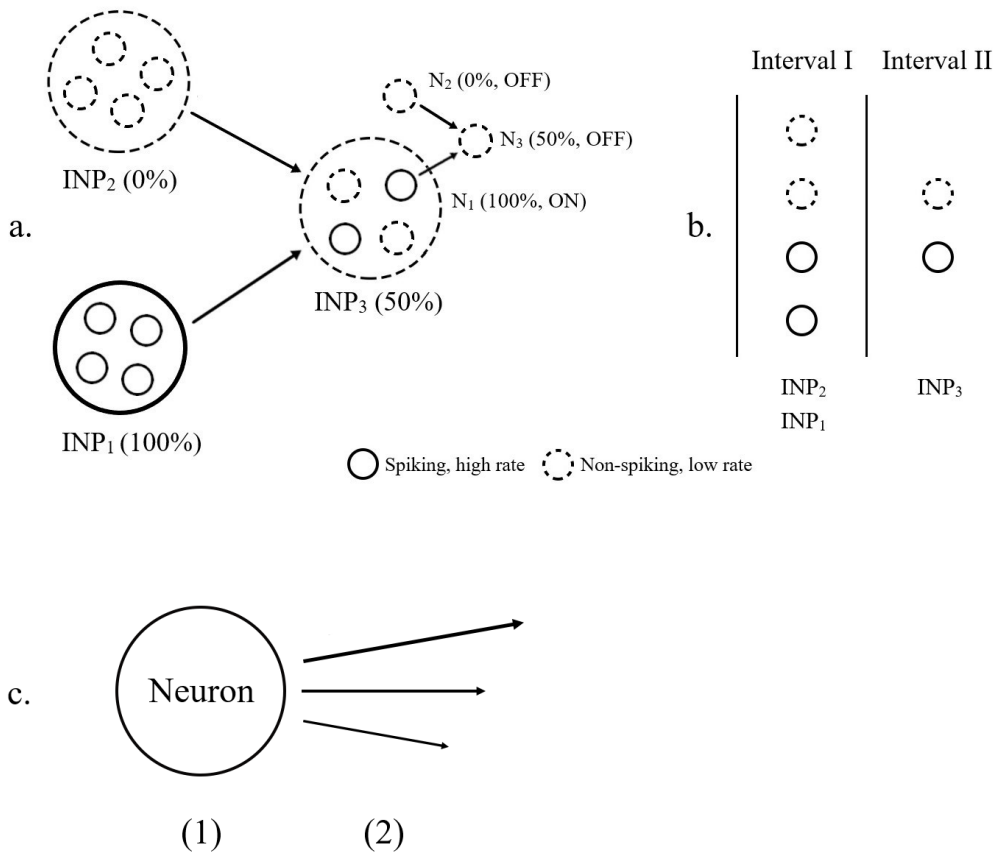 a.
INP₂ (0%)
INP₁ (100%)
INP₃ (50%)
N₂ (0%, OFF)
N₃ (50%, OFF)
N₁ (100%, ON)
b.
Interval I
Interval II
INP₂
INP₁
INP₃
Spiking, high rate
Non-spiking, low rate
c.
Neuron
(1)
(2)